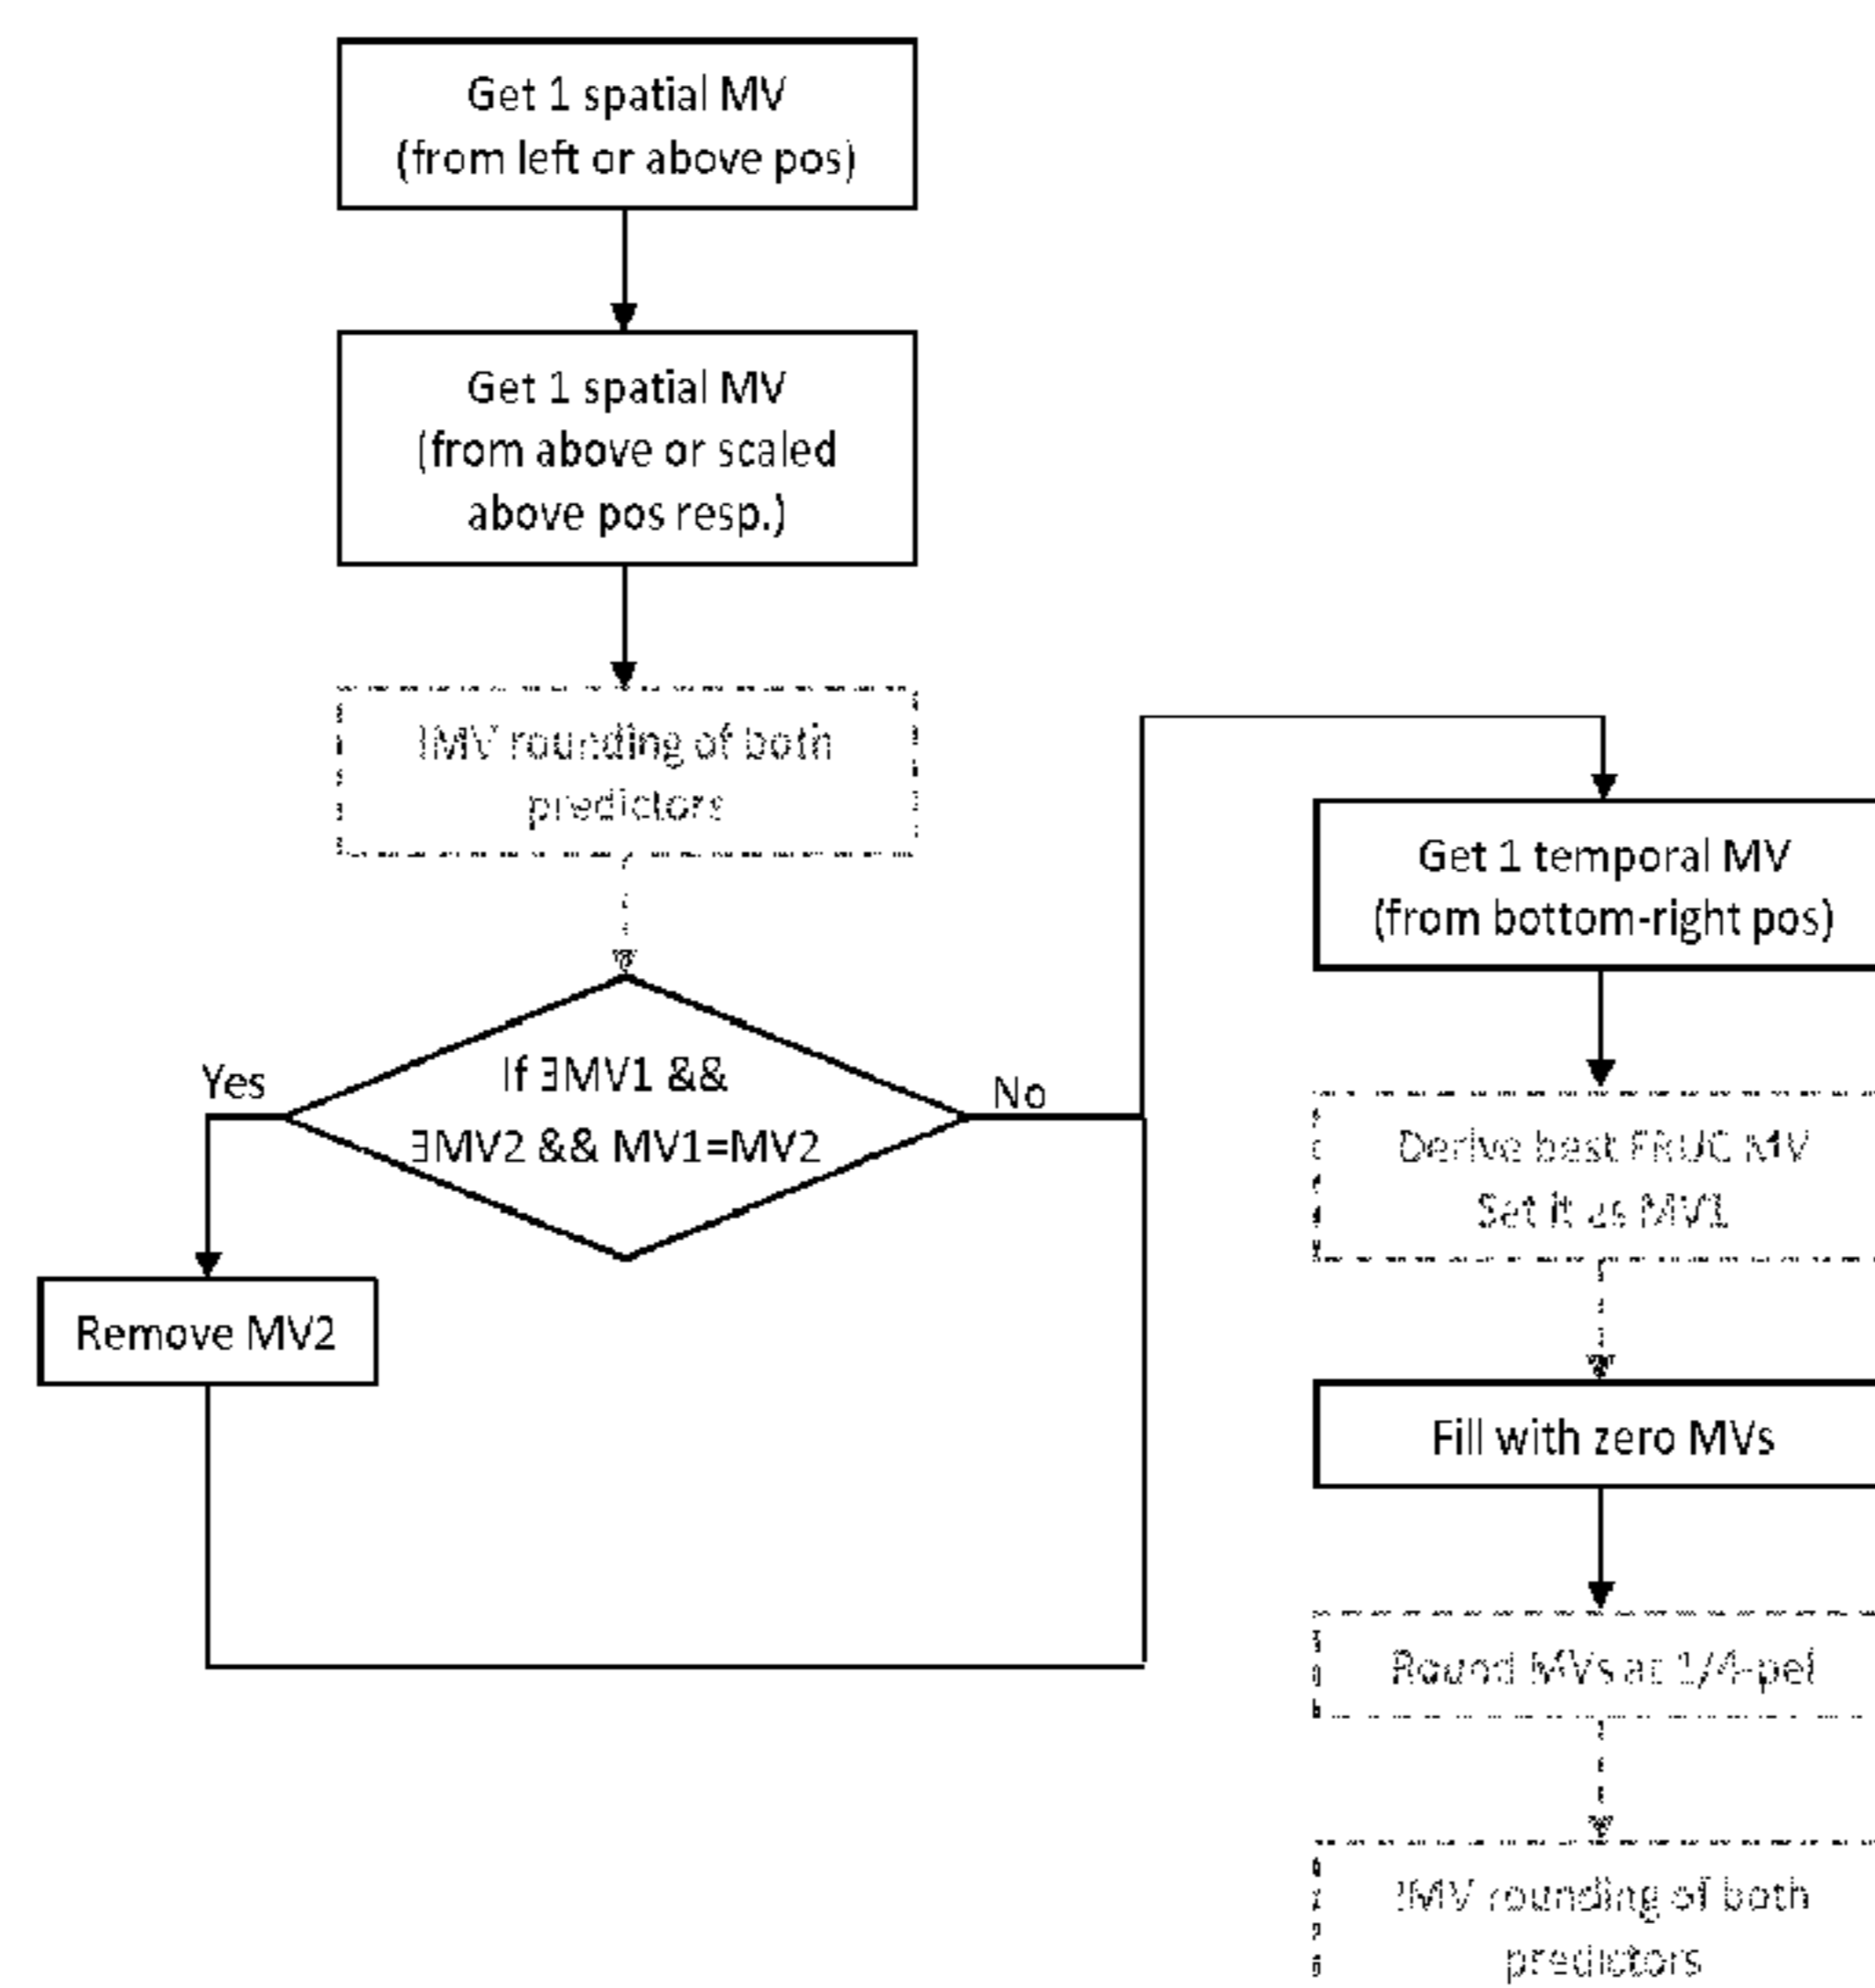 Get 1 spatial MV
(from left or above pos)
Get 1 spatial MV
(from above or scaled
above pos resp.)
IMV rounding of both
predictors
If ∃MV1 &&
∃MV2 && MV1=MV2
Yes
No
Remove MV2
Get 1 temporal MV
(from bottom-right pos)
Derive best FRUC MV
Set it as MV1
Fill with zero MVs
Round MVs at 1/4-pel
IMV rounding of both
predictors